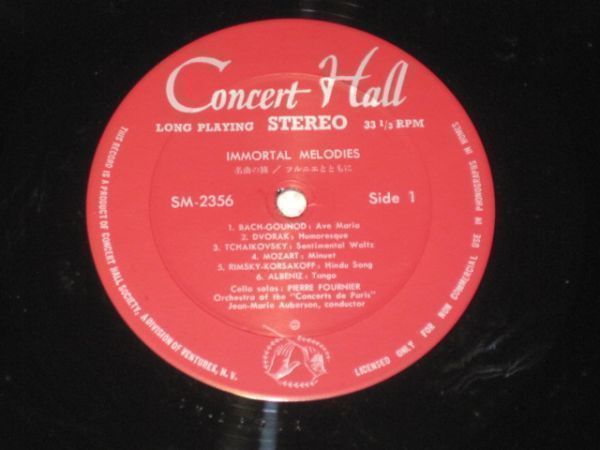 Concert Hall
LONG PLAYING STEREO 33 1/3 RPM
IMMORTAL MELODIES
名曲の旅 / フルニエとともに
SM-2356 Side 1
1. BACH-GOUNOD: Ave Maria
2. DVORAK: Humoresque
3. TCHAIKOVSKY: Sentimental Waltz
4. MOZART: Minuet
5. RIMSKY-KORSAKOFF: Hindu Song
6. ALBENIZ: Tango
Cello solos: PIERRE FOURNIER
Orchestra of the "Concerts de Paris"
Jean-Marie Auberson, conductor
THIS RECORD IS A PRODUCT OF CONCERT HALL SOCIETY, A DIVISION OF VENTUREX, N. V.
LICENSED ONLY FOR NON COMMERCIAL USE ON PHONOGRAPHS IN HOMES